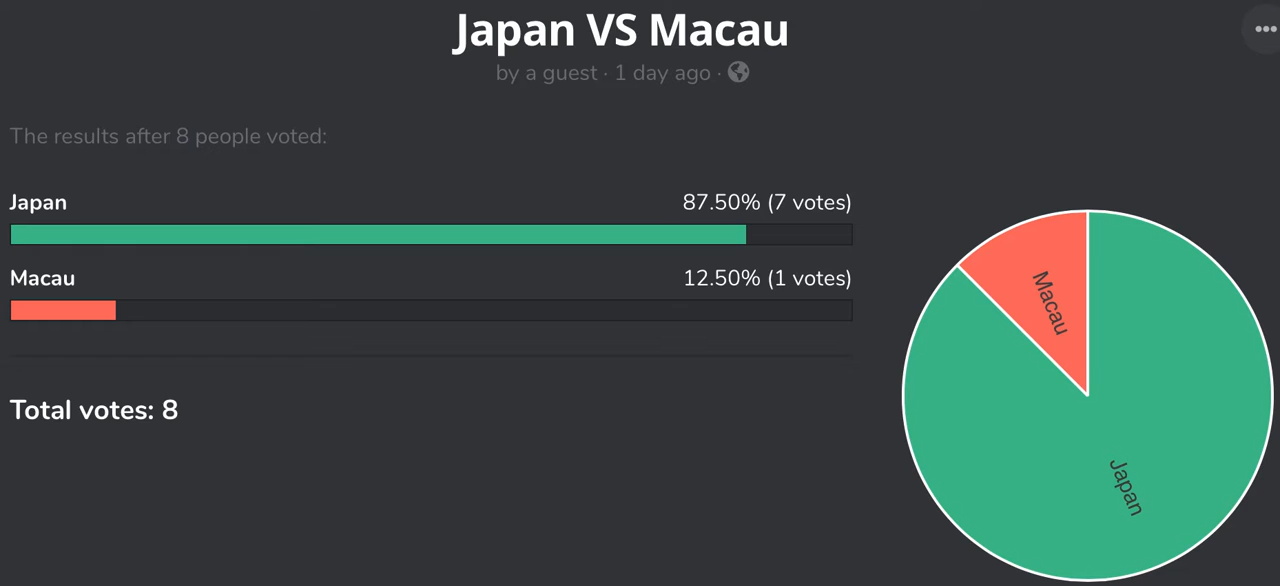 Japan VS Macau
by a guest · 1 day ago ·
The results after 8 people voted:
Japan 87.50% (7 votes)
Macau 12.50% (1 votes)
Total votes: 8
Macau
Japan